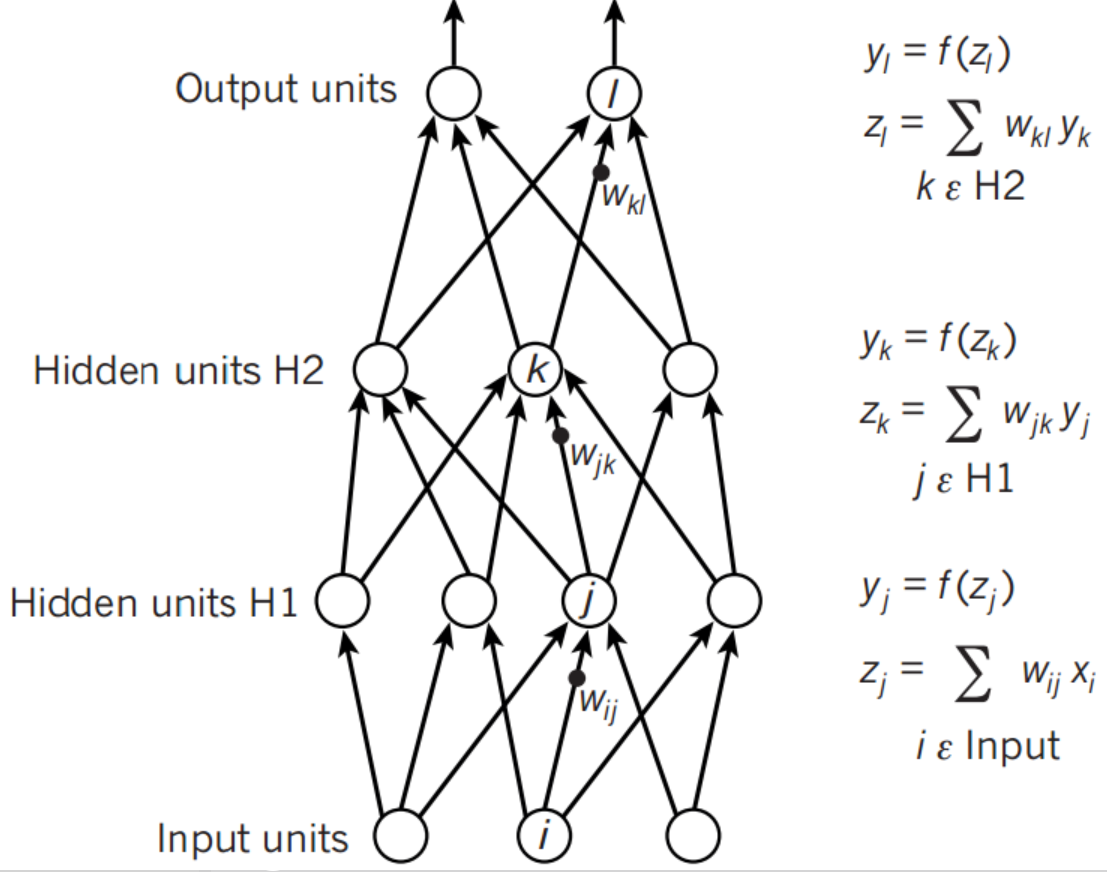 Output units
l
y_l = f(z_l)
z_l = ∑ w_kl y_k
k ε H2
w_kl
Hidden units H2
k
y_k = f(z_k)
z_k = ∑ w_jk y_j
j ε H1
w_jk
Hidden units H1
j
y_j = f(z_j)
z_j = ∑ w_ij x_i
i ε Input
w_ij
Input units
i